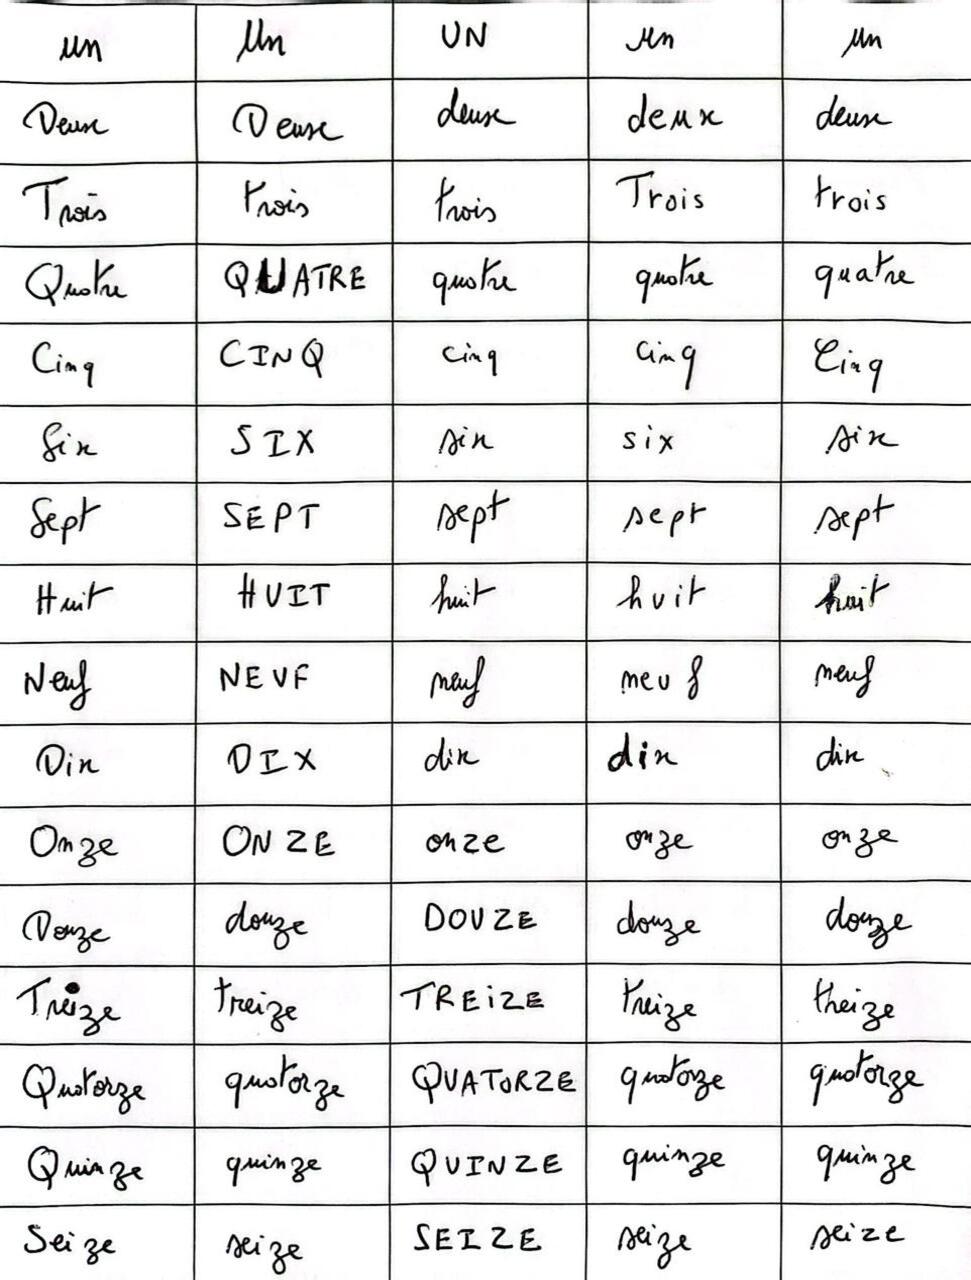 un Un UN un un
Deux Deux deux deux deux
Trois trois trois Trois trois
Quatre QUATRE quatre quatre quatre
Cinq CINQ cinq cinq Cinq
Six SIX six six six
Sept SEPT sept sept sept
Huit HUIT huit huit huit
Neuf NEUF neuf neuf neuf
Dix DIX dix dix dix
Onze ONZE onze onze onze
Douze douze DOUZE douze douze
Treize treize TREiZE treize treize
Quatorze quatorze QUATORZE quatorze quatorze
Quinze quinze QUINZE quinze quinze
Seize seize SEIZE seize seize